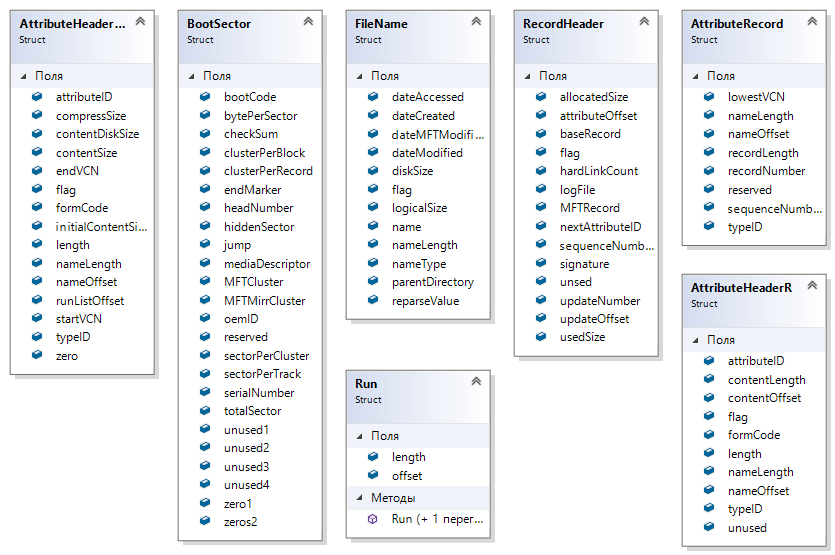 AttributeHeader...
Struct
Поля
attributeID
compressSize
contentDiskSize
contentSize
endVCN
flag
formCode
initialContentSi...
length
nameLength
nameOffset
runListOffset
startVCN
typeID
zero
BootSector
Struct
Поля
bootCode
bytePerSector
checkSum
clusterPerBlock
clusterPerRecord
endMarker
headNumber
hiddenSector
jump
mediaDescriptor
MFTCluster
MFTMirrCluster
oemID
reserved
sectorPerCluster
sectorPerTrack
serialNumber
totalSector
unused1
unused2
unused3
unused4
zero1
zeros2
FileName
Struct
Поля
dateAccessed
dateCreated
dateMFTModifi...
dateModified
diskSize
flag
logicalSize
name
nameLength
nameType
parentDirectory
reparseValue
Run
Struct
Поля
length
offset
Методы
Run (+ 1 перег...
RecordHeader
Struct
Поля
allocatedSize
attributeOffset
baseRecord
flag
hardLinkCount
logFile
MFTRecord
nextAttributeID
sequenceNumb...
signature
unsed
updateNumber
updateOffset
usedSize
AttributeRecord
Struct
Поля
lowestVCN
nameLength
nameOffset
recordLength
recordNumber
reserved
sequenceNumb...
typeID
AttributeHeaderR
Struct
Поля
attributeID
contentLength
contentOffset
flag
formCode
length
nameLength
nameOffset
typeID
unused